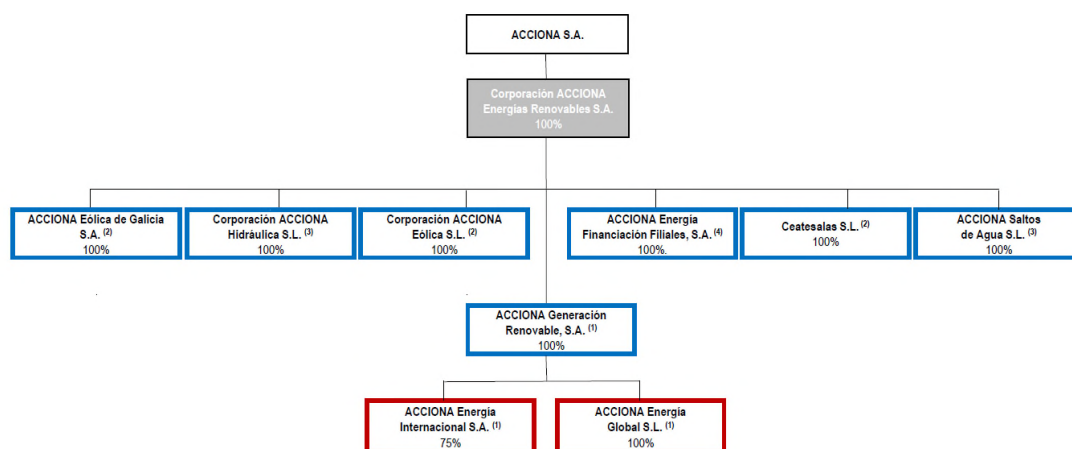 ACCIONA S.A.
Corporación ACCIONA
Energías Renovables S.A.
100%
ACCIONA Eólica de Galicia
S.A. (2)
100%
Corporación ACCIONA
Hidráulica S.L. (3)
100%
Corporación ACCIONA
Eólica S.L. (2)
100%
ACCIONA Energía
Financiación Filiales, S.A. (4)
100%.
Ceatesalas S.L. (2)
100%
ACCIONA Saltos
de Agua S.L. (3)
100%
ACCIONA Generación
Renovable, S.A. (1)
100%
ACCIONA Energía
Internacional S.A. (1)
75%
ACCIONA Energía
Global S.L. (1)
100%